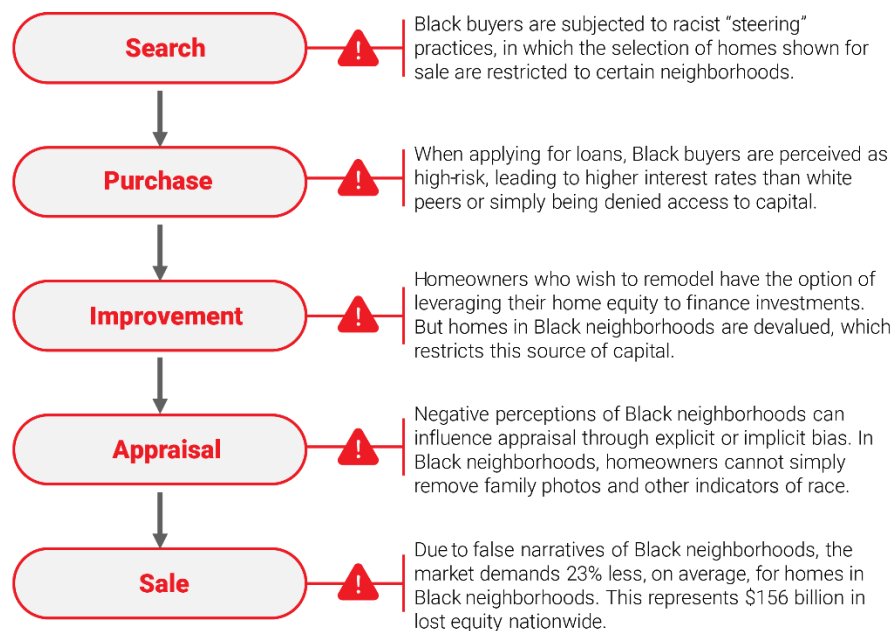 Search
Black buyers are subjected to racist “steering”
practices, in which the selection of homes shown for
sale are restricted to certain neighborhoods.
Purchase
When applying for loans, Black buyers are perceived as
high-risk, leading to higher interest rates than white
peers or simply being denied access to capital.
Improvement
Homeowners who wish to remodel have the option of
leveraging their home equity to finance investments.
But homes in Black neighborhoods are devalued, which
restricts this source of capital.
Appraisal
Negative perceptions of Black neighborhoods can
influence appraisal through explicit or implicit bias. In
Black neighborhoods, homeowners cannot simply
remove family photos and other indicators of race.
Sale
Due to false narratives of Black neighborhoods, the
market demands 23% less, on average, for homes in
Black neighborhoods. This represents $156 billion in
lost equity nationwide.